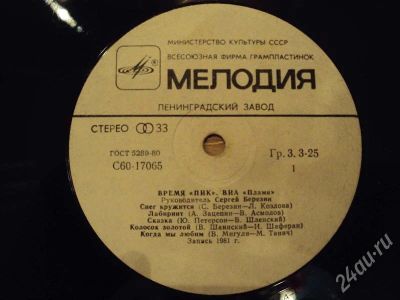 МИНИСТЕРСТВО КУЛЬТУРЫ СССР
ВСЕСОЮЗНАЯ ФИРМА ГРАМПЛАСТИНОК
МЕЛОДИЯ
ЛЕНИНГРАДСКИЙ ЗАВОД
СТЕРЕО 33
ГОСТ 5289-80
С60-17065
Гр. 3. 3-25
1
ВРЕМЯ «ПИК». ВИА «Пламя»
Руководитель Сергей Березин
Снег кружится (С. Березин—Л. Козлова)
Лабиринт (А. Зацепин—В. Асмолов)
Сказка (Ю. Петерсон—В. Шленский)
Колосок золотой (В. Шаинский—И. Шаферан)
Когда мы любим (В. Мигуля—М. Танич)
Запись 1981 г.
24au.ru